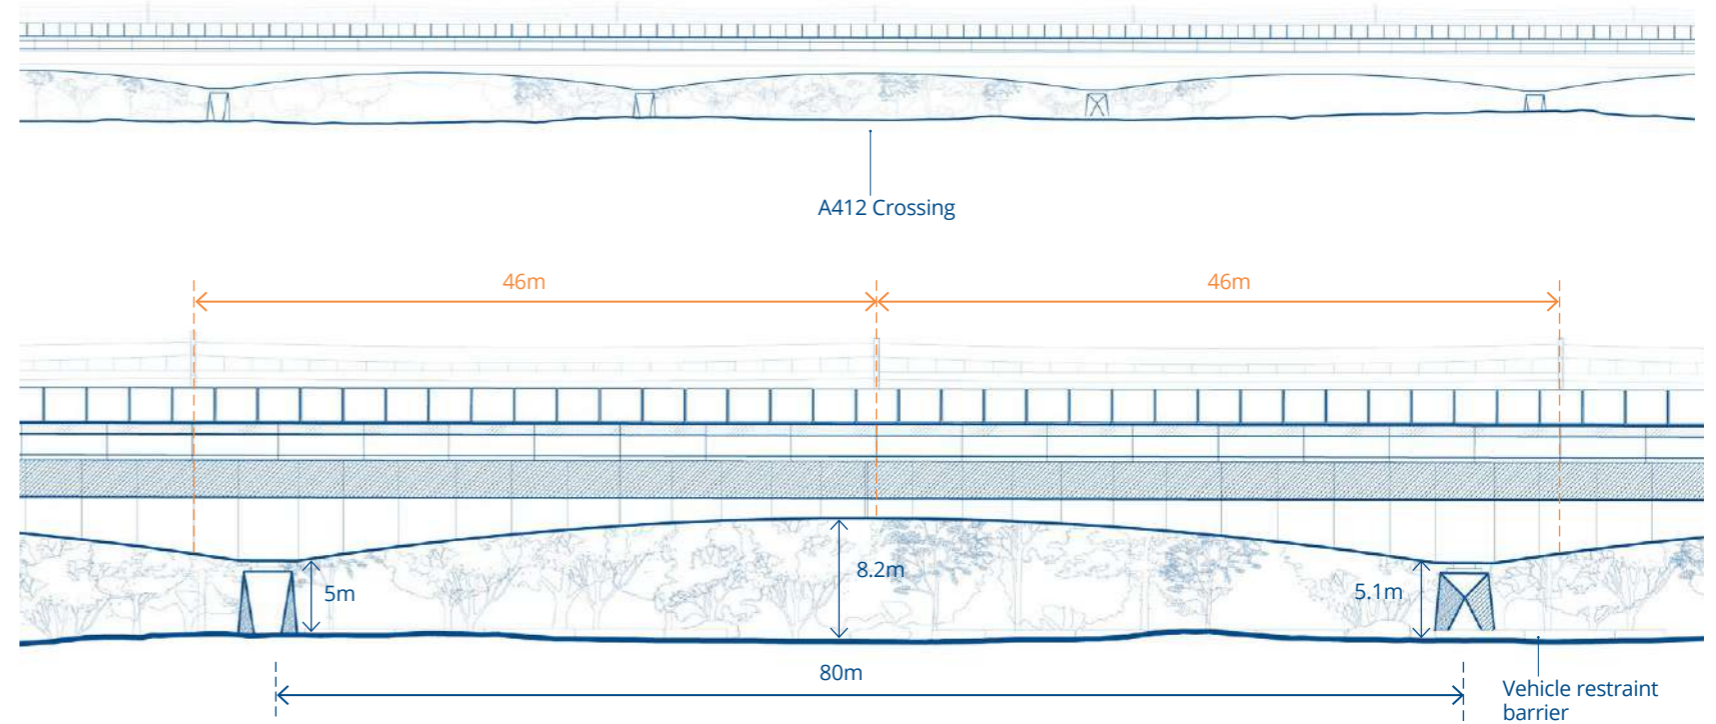 A412 Crossing
46m
46m
8.2m
5m
5.1m
80m
Vehicle restraint
barrier